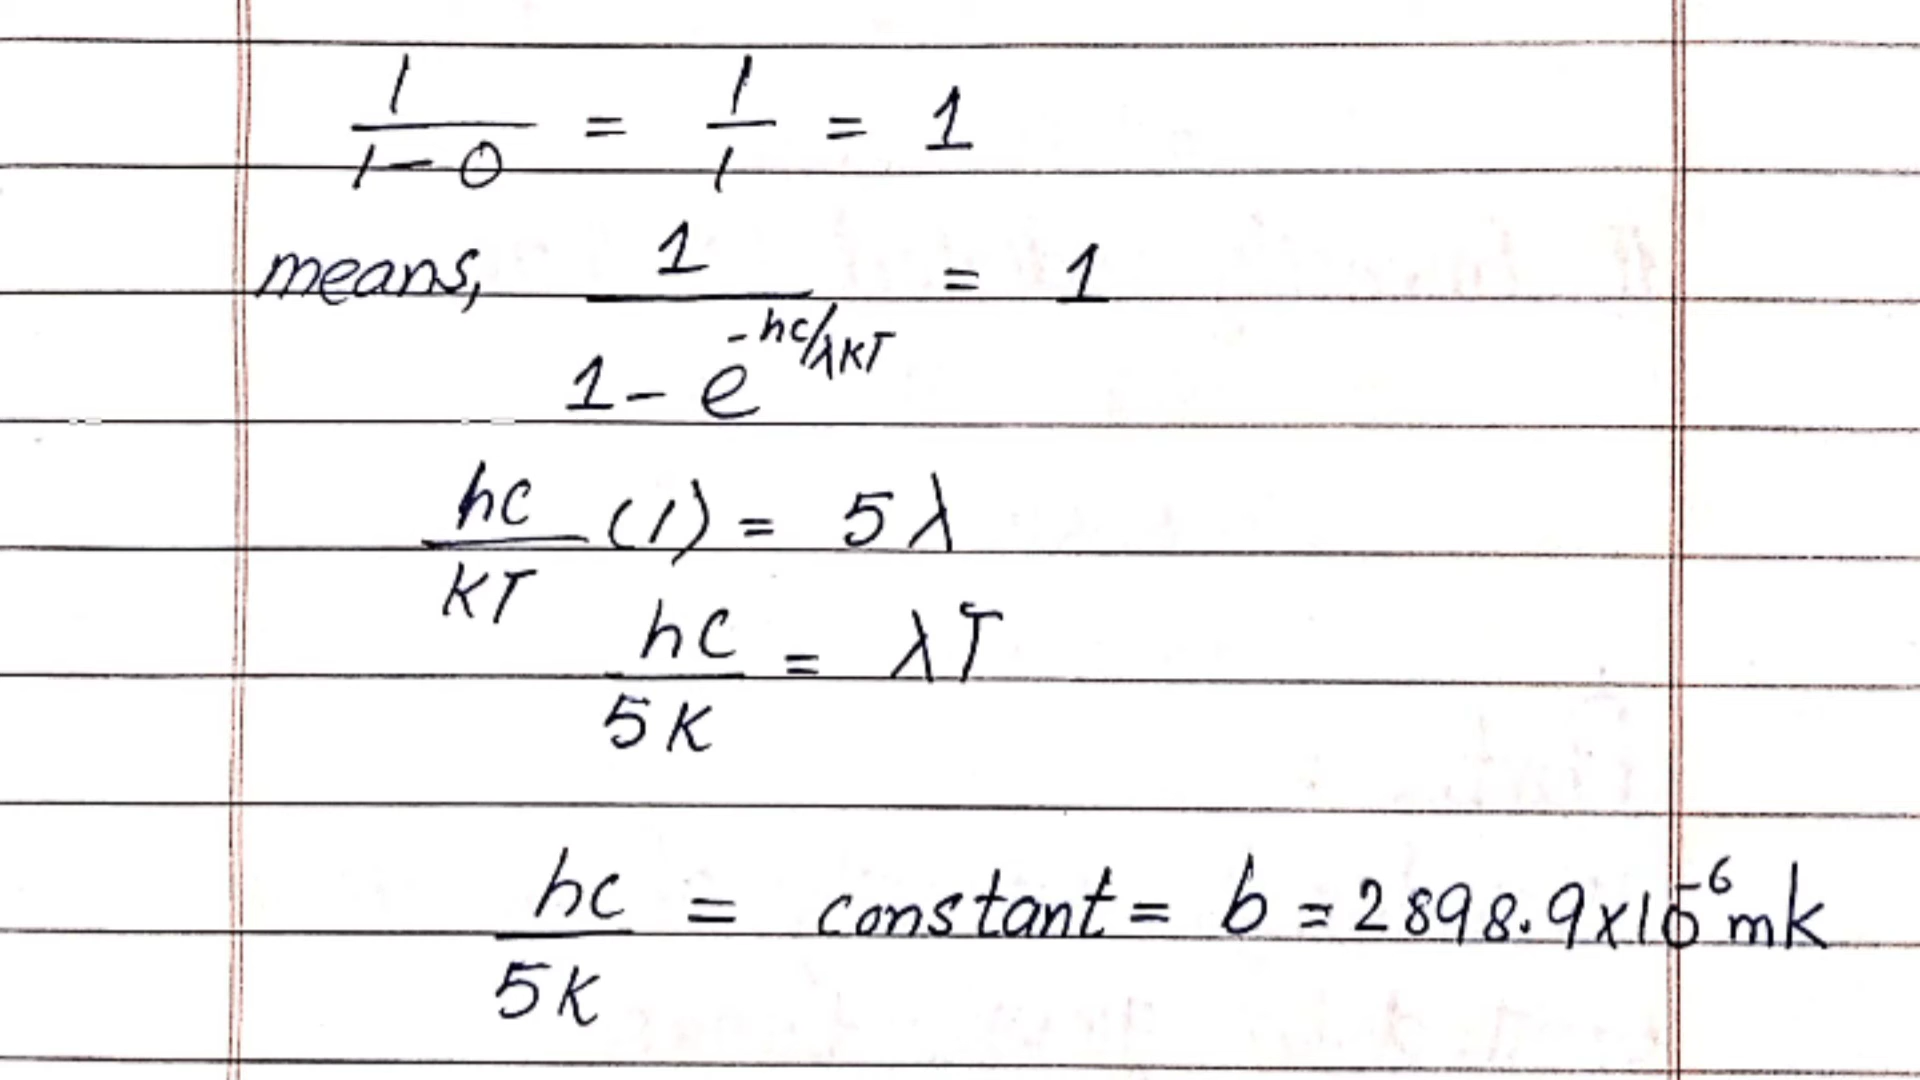 1/(1-0) = 1/1 = 1
means, 1/(1-e^(-hc/λKT)) = 1
hc/KT (1) = 5λ
hc/5K = λT
hc/5K = constant = b = 2898.9x10^-6 mk